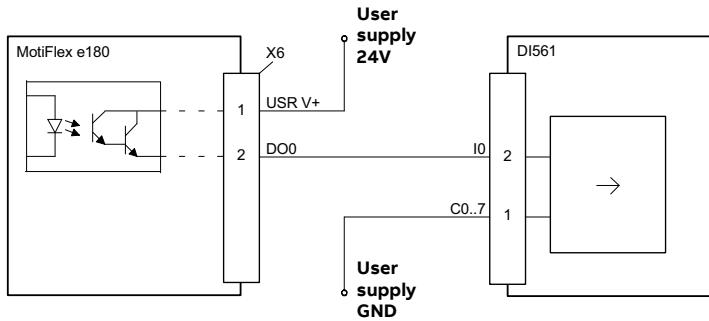 User
supply
24V
MotiFlex e180
X6
DI561
1
USR V+
2
DO0
I0
2
C0..7
1
User
supply
GND